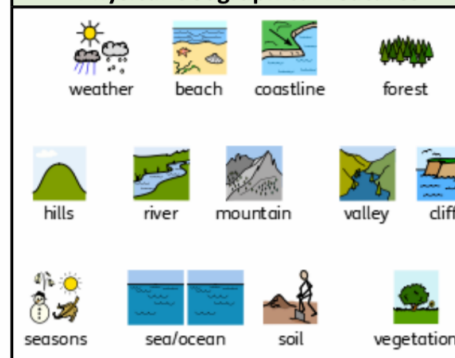 weather beach coastline forest
hills river mountain valley cliff
seasons sea/ocean soil vegetation